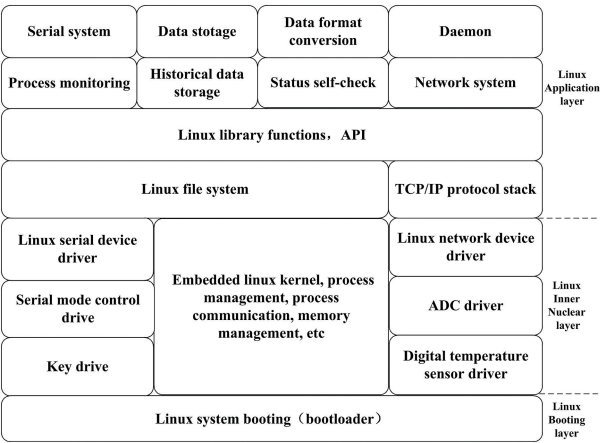 Serial system
Data stotage
Data format
conversion
Daemon
Process monitoring
Historical data
storage
Status self-check
Network system
Linux
Application
layer
Linux library functions，API
Linux file system
TCP/IP protocol stack
Linux serial device
driver
Serial mode control
drive
Key drive
Embedded linux kernel, process
management, process
communication, memory
management, etc
Linux network device
driver
ADC driver
Digital temperature
sensor driver
Linux
Inner
Nuclear
layer
Linux system booting（bootloader）
Linux
Booting
layer